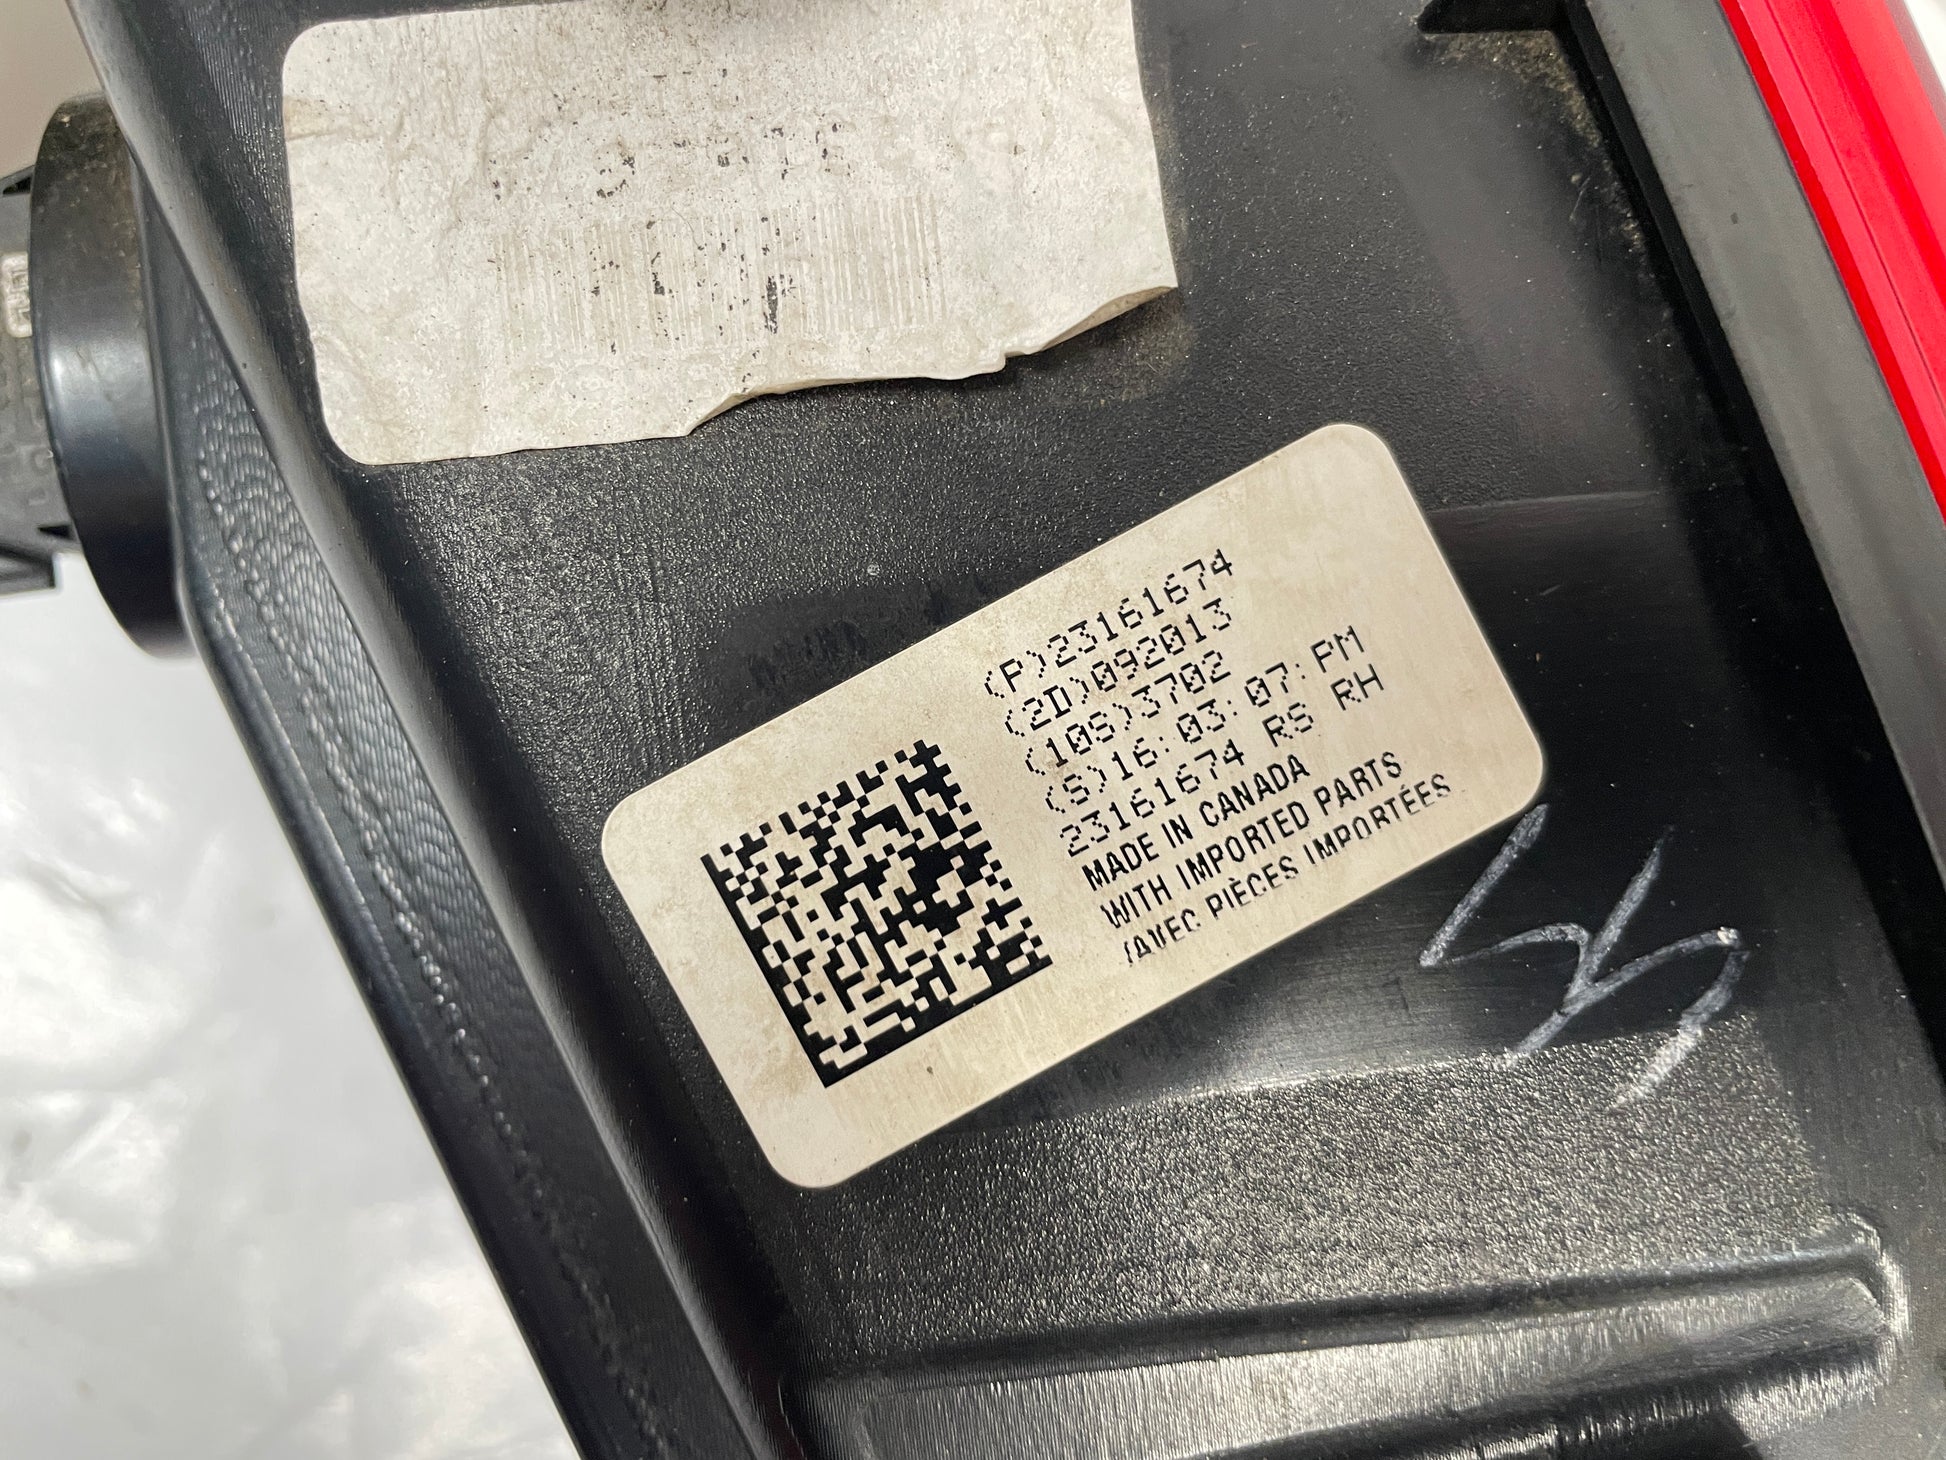 (P)23161674
(2D)092013
(10S)3702
(S)16:03:07:PM
23161674 RS RH
MADE IN CANADA
WITH IMPORTED PARTS
/AVEC PIÈCES IMPORTÉES